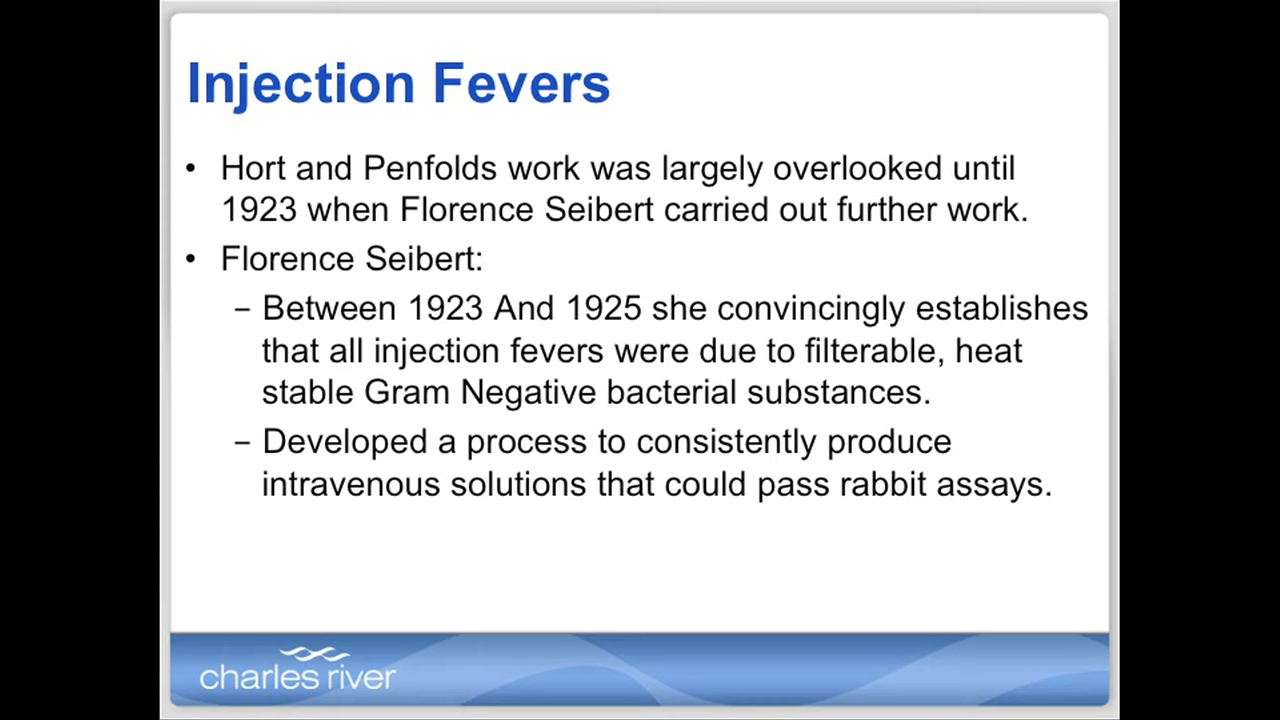 Injection Fevers
• Hort and Penfolds work was largely overlooked until
1923 when Florence Seibert carried out further work.
• Florence Seibert:
– Between 1923 And 1925 she convincingly establishes
that all injection fevers were due to filterable, heat
stable Gram Negative bacterial substances.
– Developed a process to consistently produce
intravenous solutions that could pass rabbit assays.
charles river